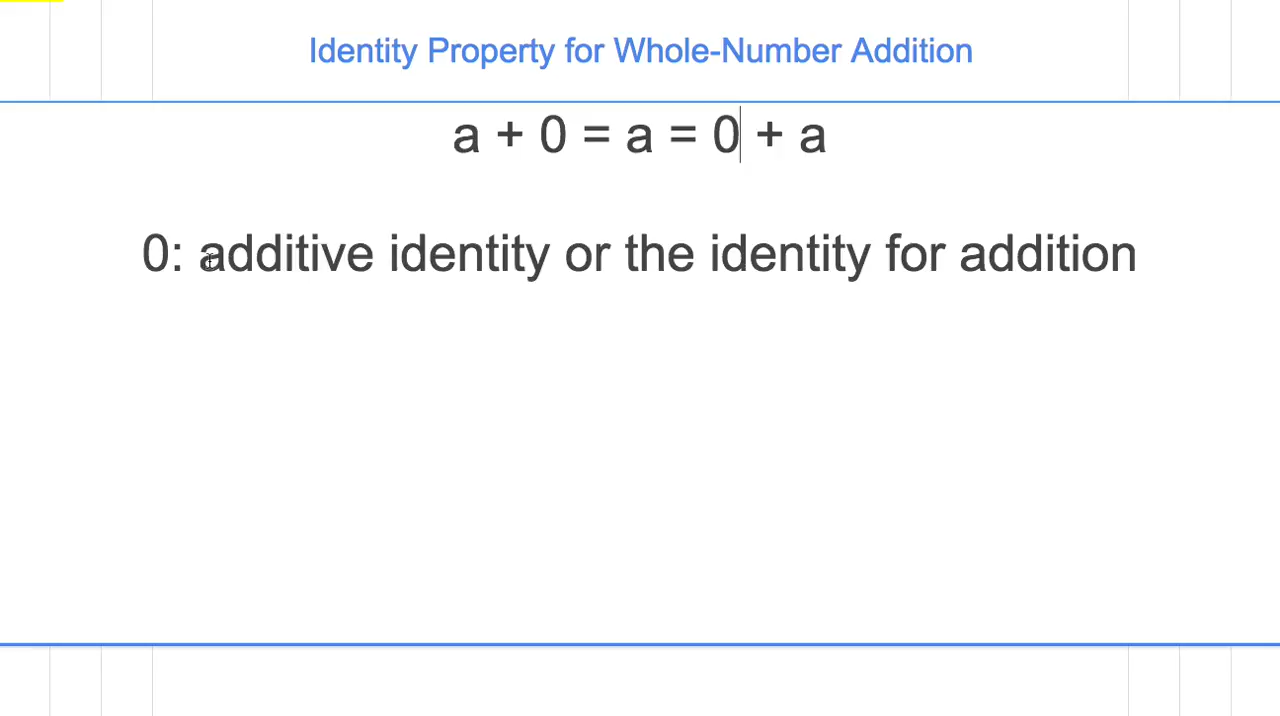 Identity Property for Whole-Number Addition
a + 0 = a = 0 + a
0: additive identity or the identity for addition